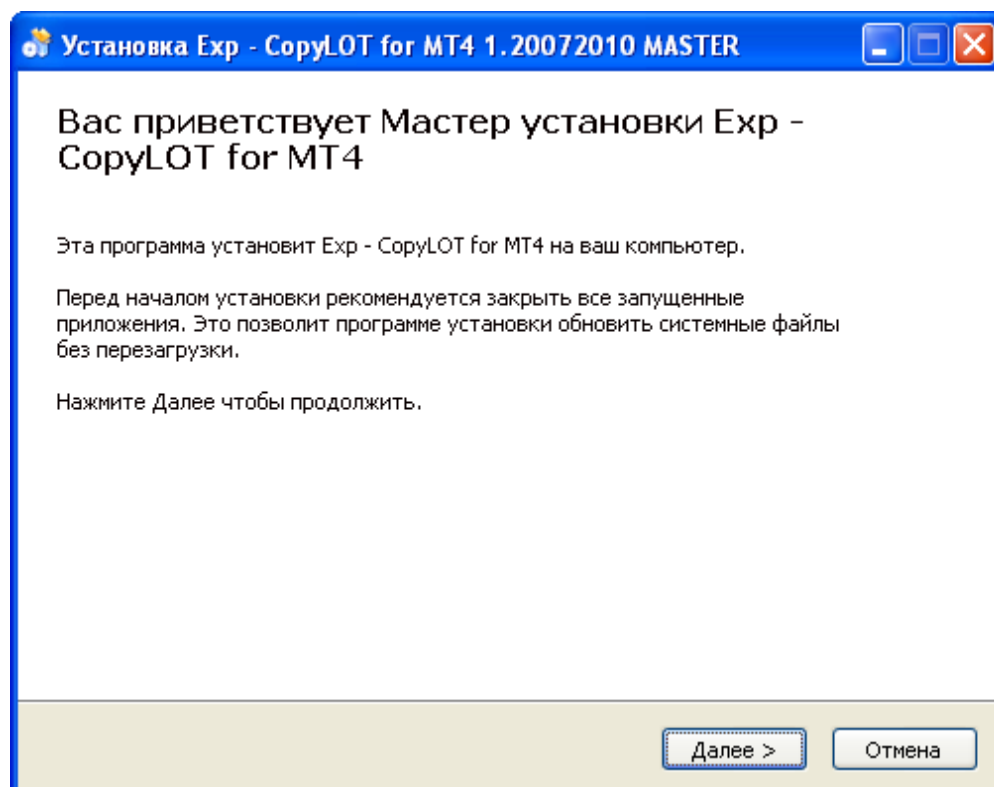 Установка Exp - CopyLOT for MT4 1.20072010 MASTER
Вас приветствует Мастер установки Exp -
CopyLOT for MT4
Эта программа установит Exp - CopyLOT for MT4 на ваш компьютер.
Перед началом установки рекомендуется закрыть все запущенные
приложения. Это позволит программе установки обновить системные файлы
без перезагрузки.
Нажмите Далее чтобы продолжить.
Далее >
Отмена